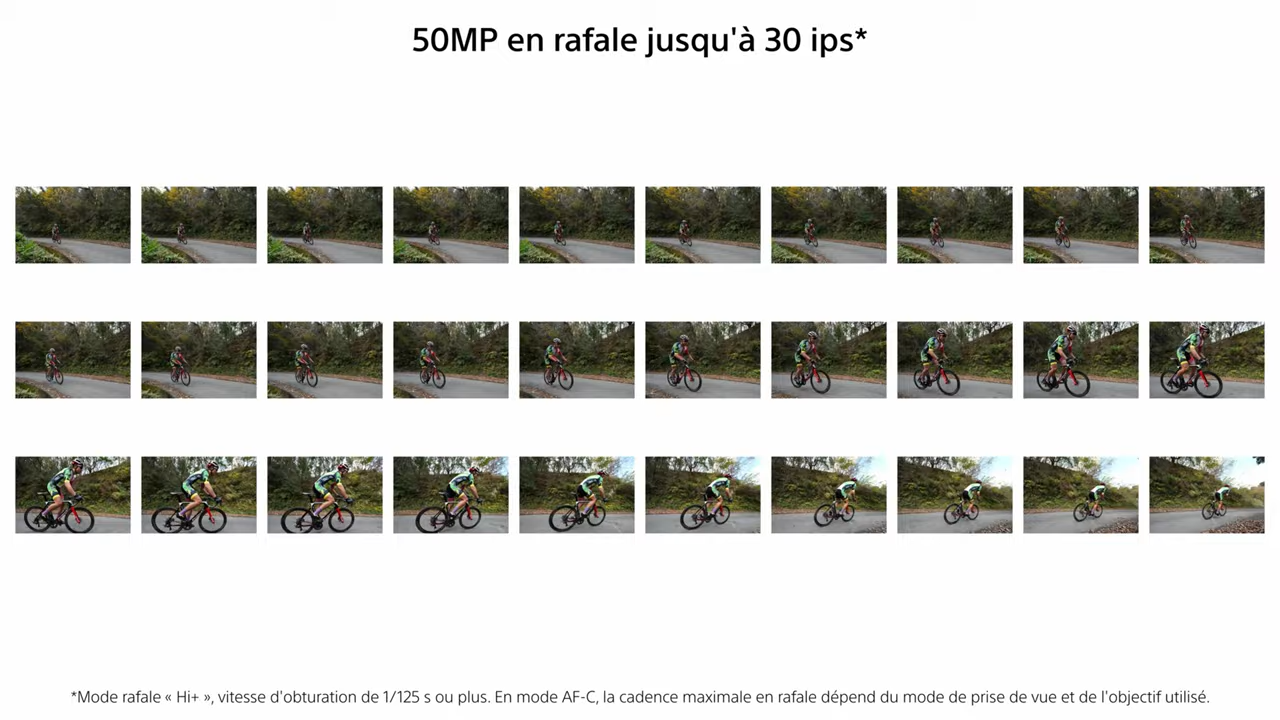 50MP en rafale jusqu'à 30 ips*
*Mode rafale « Hi+ », vitesse d'obturation de 1/125 s ou plus. En mode AF-C, la cadence maximale en rafale dépend du mode de prise de vue et de l'objectif utilisé.